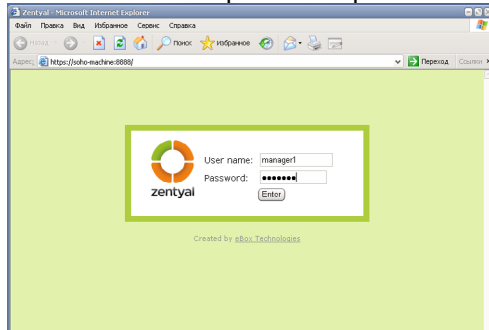 Zentyal - Microsoft Internet Explorer
Файл Правка Вид Избранное Сервис Справка
Назад Поиск Избранное
Адрес: https://soho-machine:8888/ Переход Ссылки
User name: manager1
Password: ●●●●●●●
zentyal
Enter
Created by eBox Technologies